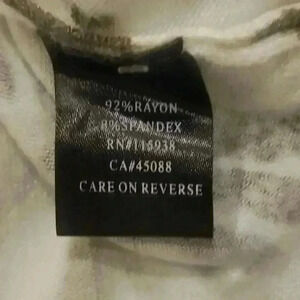 92%RAYON
8%SPANDEX
RN#115938
CA#45088
CARE ON REVERSE